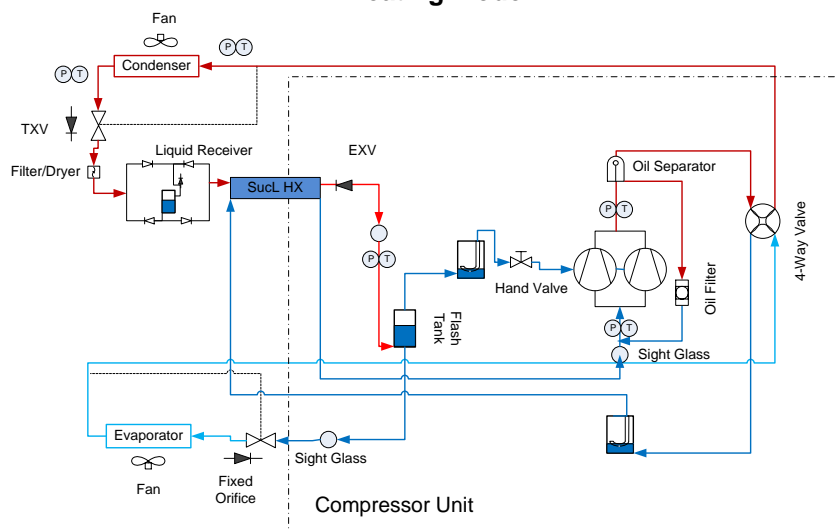 Fan
P T
P T
Condenser
TXV
Liquid Receiver
EXV
Filter/Dryer
Oil Separator
SucL HX
P T
4-Way Valve
P T
Hand Valve
Oil Filter
Flash
Tank
P T
Sight Glass
Evaporator
Sight Glass
Fan
Fixed
Orifice
Compressor Unit